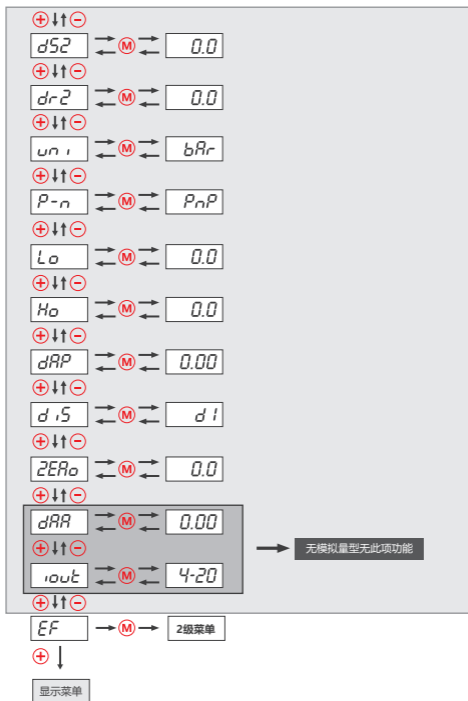 + ↓↑ −
dS2 M 0.0
+ ↓↑ −
dr2 M 0.0
+ ↓↑ −
uni M bAr
+ ↓↑ −
P-n M PnP
+ ↓↑ −
Lo M 0.0
+ ↓↑ −
Ho M 0.0
+ ↓↑ −
dAP M 0.00
+ ↓↑ −
diS M d1
+ ↓↑ −
2EAo M 0.0
+ ↓↑ −
dAA M 0.00
+ ↓↑ − 无模拟量型无此项功能
iout M 4-20
+ ↓↑ −
EF M 2级菜单
+ ↓
显示菜单